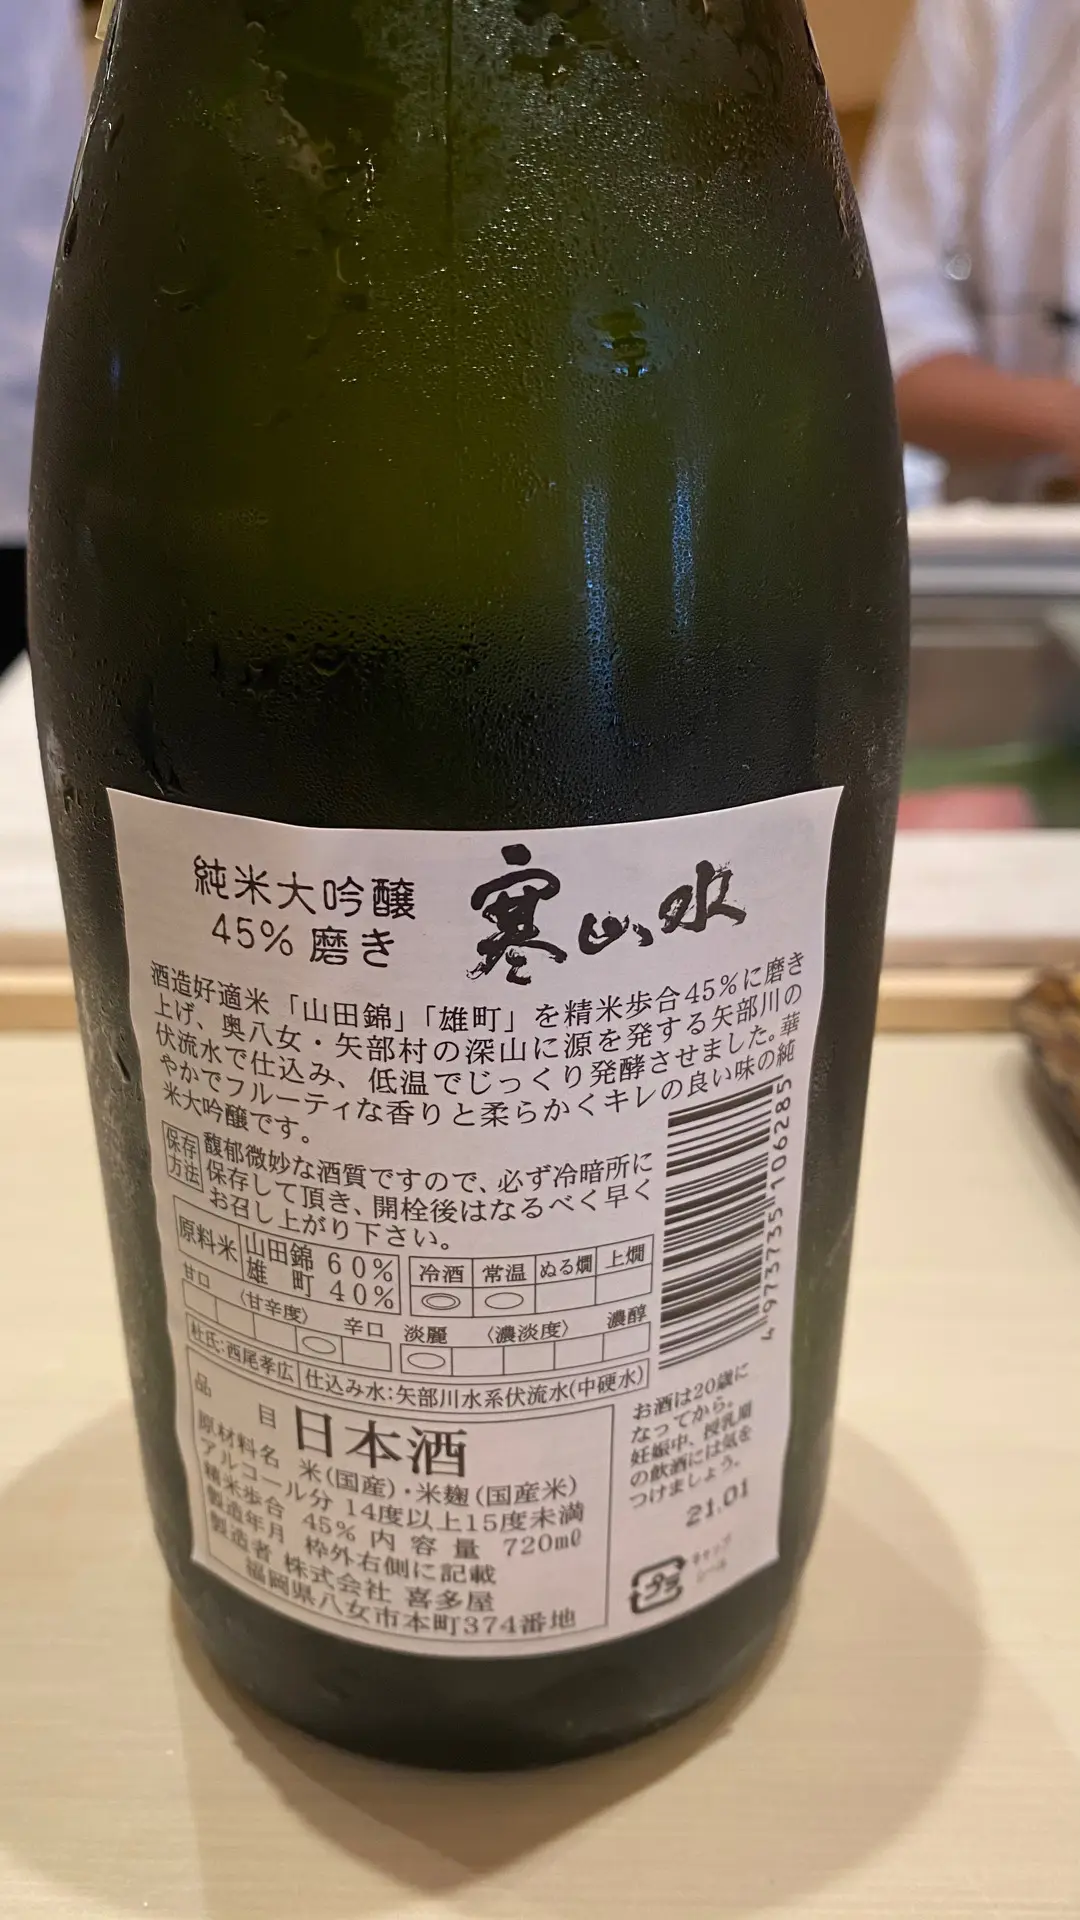 純米大吟醸
45%磨き
寒山水
酒造好適米「山田錦」「雄町」を精米歩合45%に磨き
上げ、奥八女・矢部村の深山に源を発する矢部川の
伏流水で仕込み、低温でじっくり発酵させました。華
やかでフルーティな香りと柔らかくキレの良い味の純
米大吟醸です。
保存方法
馥郁微妙な酒質ですので、必ず冷暗所に
保存して頂き、開栓後はなるべく早く
お召し上がり下さい。
原料米 山田錦 60%
雄町 40%
冷酒 常温 ぬる燗 上燗
◎ ○
甘口 〈甘辛度〉 辛口
○
淡麗 〈濃淡度〉 濃醇
○
杜氏:西尾孝広 仕込み水:矢部川水系伏流水(中硬水)
品目 日本酒
原材料名 米(国産)・米麹(国産米)
アルコール分 14度以上15度未満
精米歩合 45% 内容量 720ml
製造年月 枠外右側に記載
製造者 株式会社 喜多屋
福岡県八女市本町374番地
4973735106285
お酒は20歳に
なってから。
妊娠中、授乳期
の飲酒には気を
つけましょう。
21.01
プラ
キャップ
シール